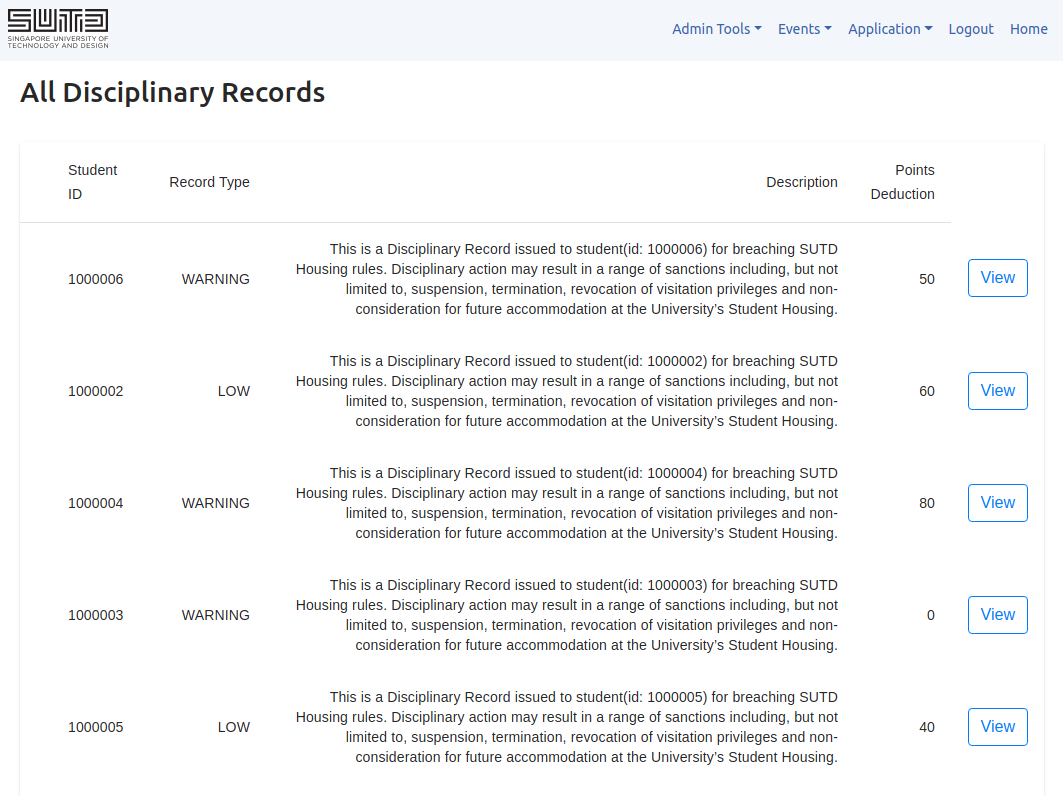 SUTD
SINGAPORE UNIVERSITY OF
TECHNOLOGY AND DESIGN
Admin Tools Events Application Logout Home
All Disciplinary Records
Student
ID
Record Type
Description
Points
Deduction
1000006
WARNING
This is a Disciplinary Record issued to student(id: 1000006) for breaching SUTD
Housing rules. Disciplinary action may result in a range of sanctions including, but not
limited to, suspension, termination, revocation of visitation privileges and non-
consideration for future accommodation at the University’s Student Housing.
50
View
1000002
LOW
This is a Disciplinary Record issued to student(id: 1000002) for breaching SUTD
Housing rules. Disciplinary action may result in a range of sanctions including, but not
limited to, suspension, termination, revocation of visitation privileges and non-
consideration for future accommodation at the University’s Student Housing.
60
View
1000004
WARNING
This is a Disciplinary Record issued to student(id: 1000004) for breaching SUTD
Housing rules. Disciplinary action may result in a range of sanctions including, but not
limited to, suspension, termination, revocation of visitation privileges and non-
consideration for future accommodation at the University’s Student Housing.
80
View
1000003
WARNING
This is a Disciplinary Record issued to student(id: 1000003) for breaching SUTD
Housing rules. Disciplinary action may result in a range of sanctions including, but not
limited to, suspension, termination, revocation of visitation privileges and non-
consideration for future accommodation at the University’s Student Housing.
0
View
1000005
LOW
This is a Disciplinary Record issued to student(id: 1000005) for breaching SUTD
Housing rules. Disciplinary action may result in a range of sanctions including, but not
limited to, suspension, termination, revocation of visitation privileges and non-
consideration for future accommodation at the University’s Student Housing.
40
View